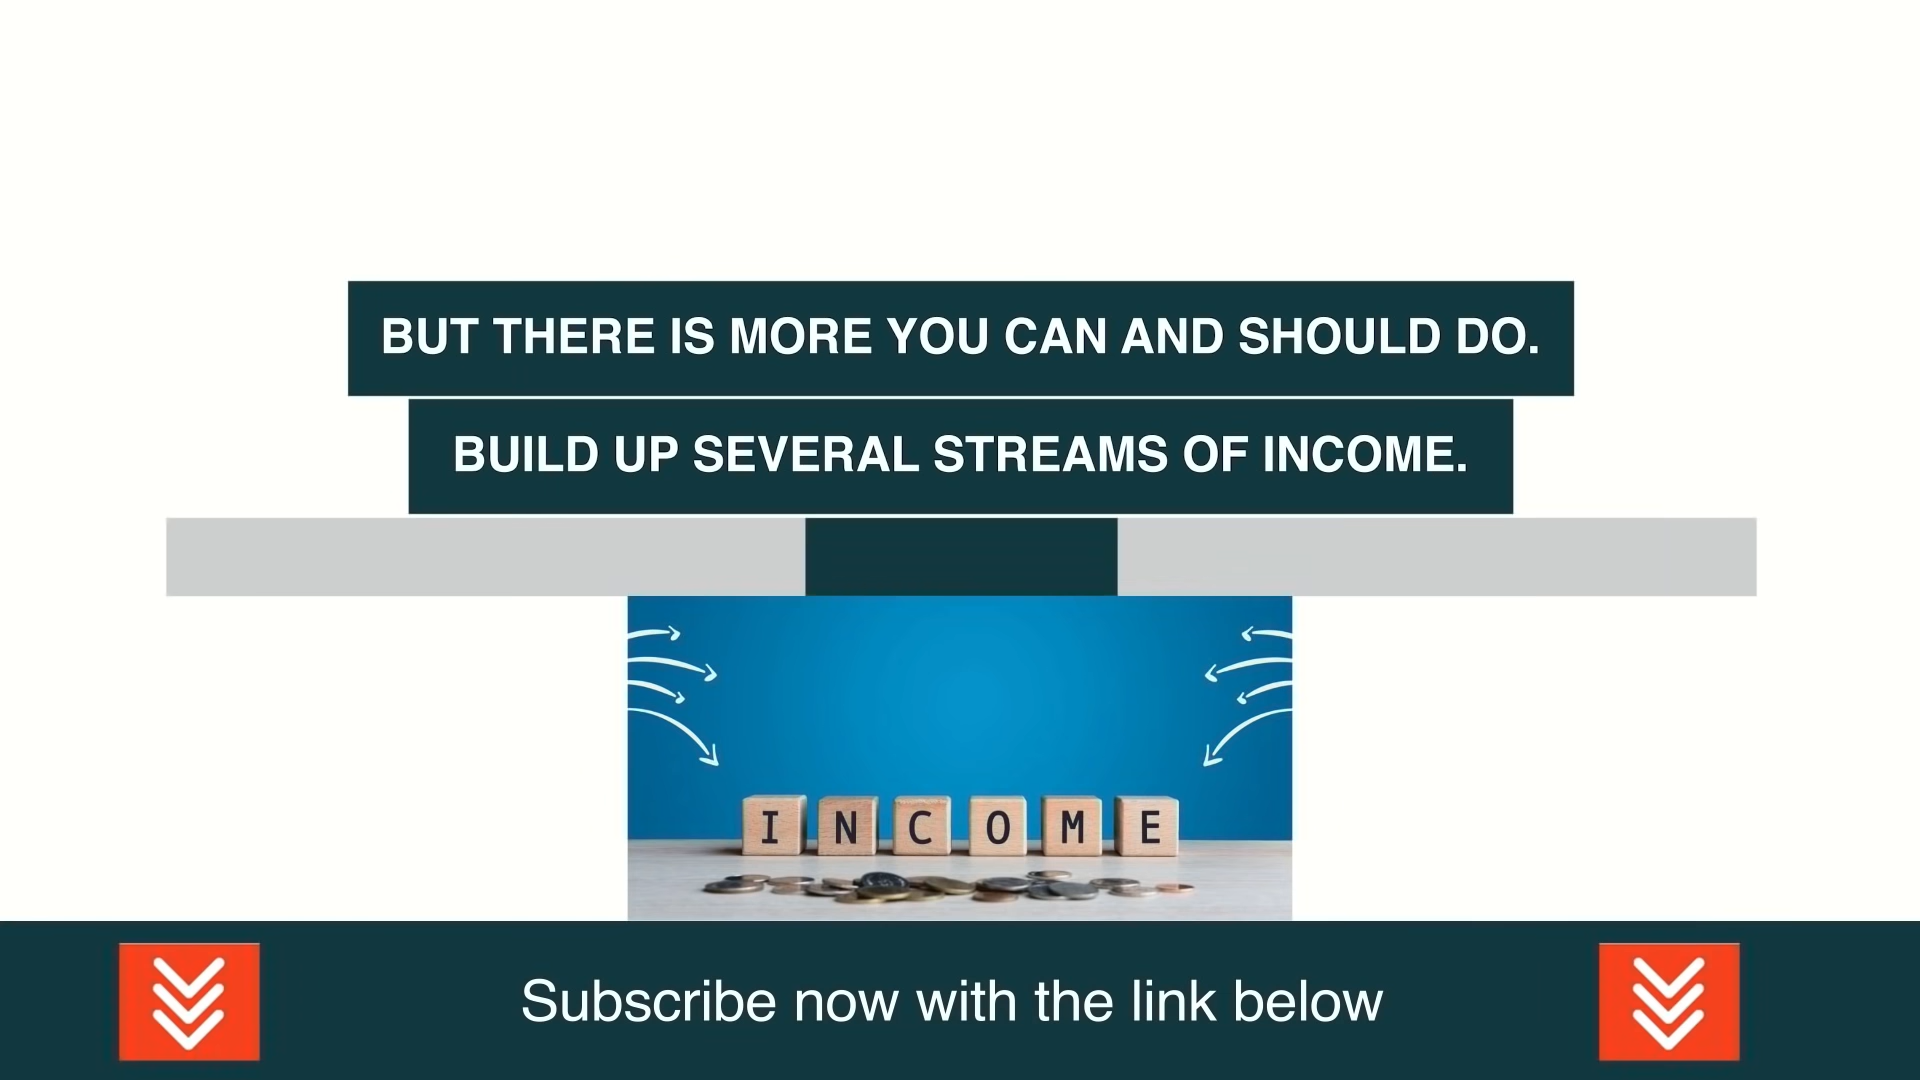 BUT THERE IS MORE YOU CAN AND SHOULD DO.
BUILD UP SEVERAL STREAMS OF INCOME.
INCOME
Subscribe now with the link below